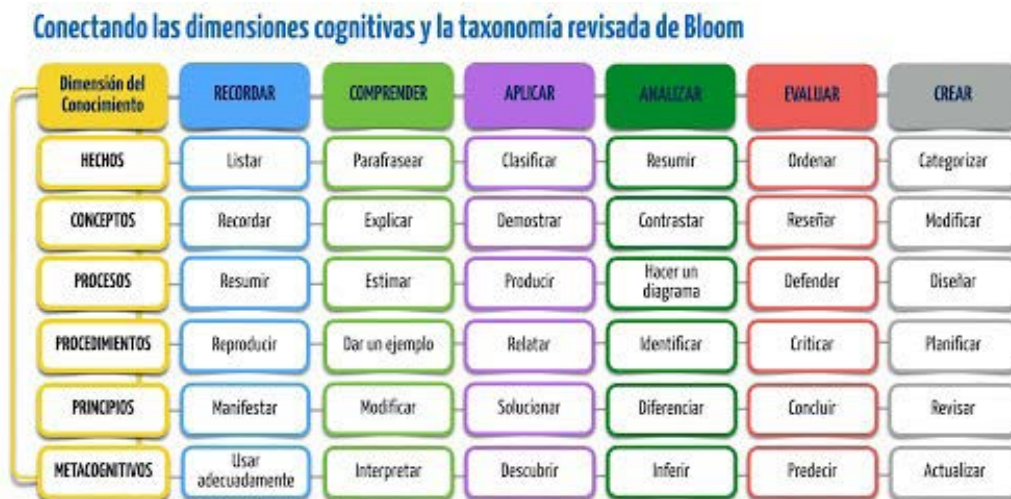 Conectando las dimensiones cognitivas y la taxonomía revisada de Bloom
Dimensión del
Conocimiento
RECORDAR
COMPRENDER
APLICAR
ANALIZAR
EVALUAR
CREAR
HECHOS
Listar
Parafrasear
Clasificar
Resumir
Ordenar
Categorizar
CONCEPTOS
Recordar
Explicar
Demostrar
Contrastar
Reseñar
Modificar
PROCESOS
Resumir
Estimar
Producir
Hacer un
diagrama
Defender
Diseñar
PROCEDIMIENTOS
Reproducir
Dar un ejemplo
Relatar
Identificar
Criticar
Planificar
PRINCIPIOS
Manifestar
Modificar
Solucionar
Diferenciar
Concluir
Revisar
METACOGNITIVOS
Usar
adecuadamente
Interpretar
Descubrir
Inferir
Predecir
Actualizar